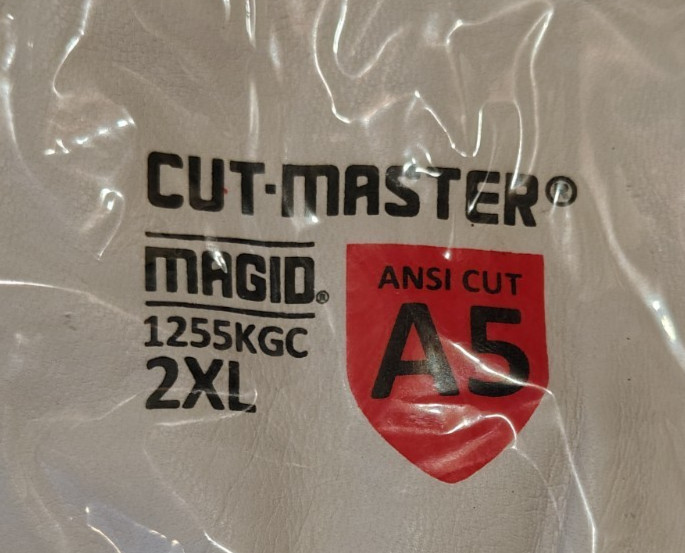 CUT-MASTER®
MAGID®
1255KGC
2XL
ANSI CUT
A5